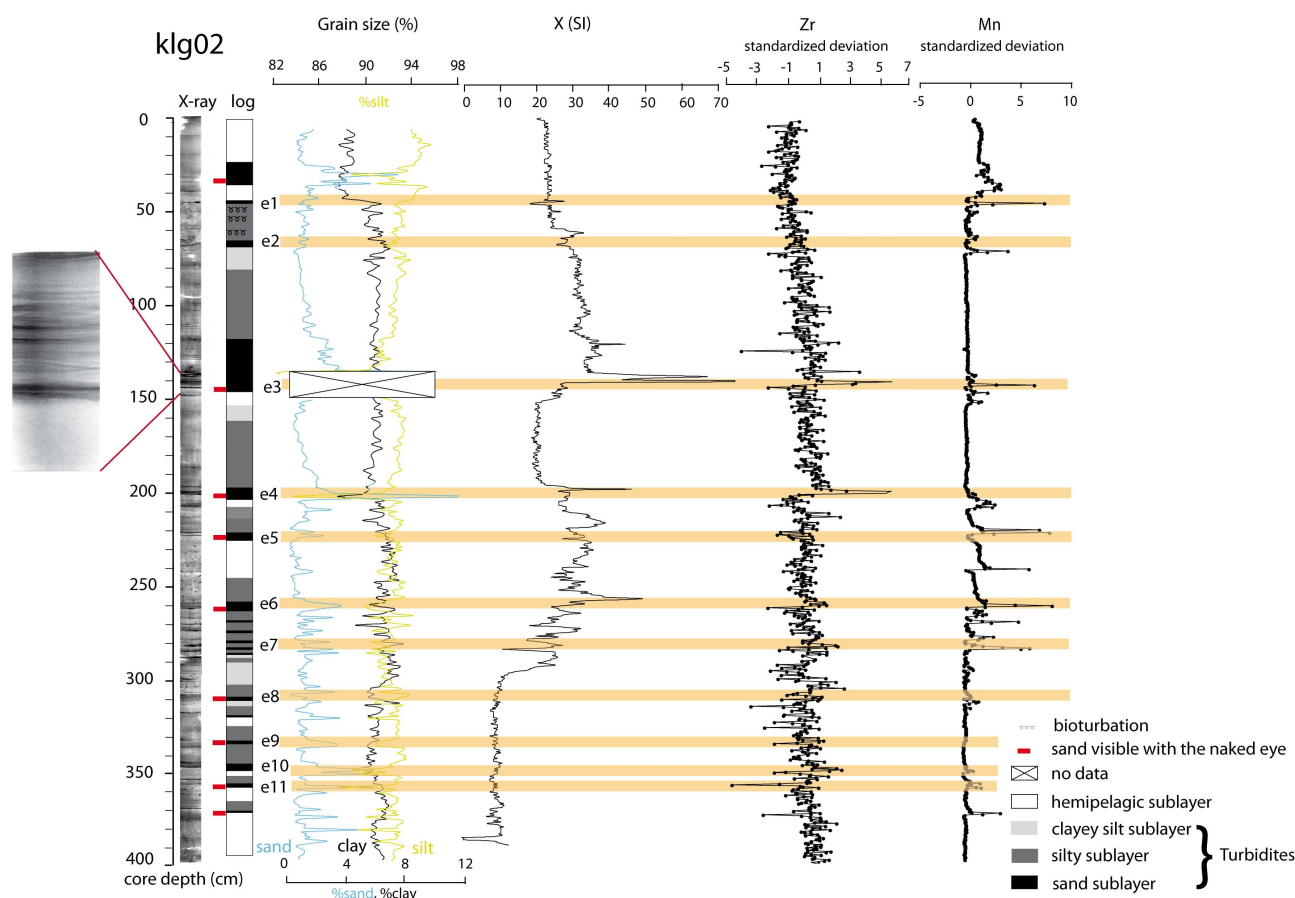 klg02
Grain size (%)
X (SI)
Zr
Mn
standardized deviation
standardized deviation
82 86 90 94 98
-5 -3 -1 1 3 5 7
-5 0 5 10
X-ray log
%silt
0 10 20 30 40 50 60 70
0
50
100
150
200
250
300
350
400
e1
e2
e3
e4
e5
e6
e7
e8
e9
e10
e11
sand clay silt
0 4 8 12
core depth (cm)
%sand, %clay
bioturbation
sand visible with the naked eye
no data
hemipelagic sublayer
clayey silt sublayer
silty sublayer
sand sublayer
Turbidites